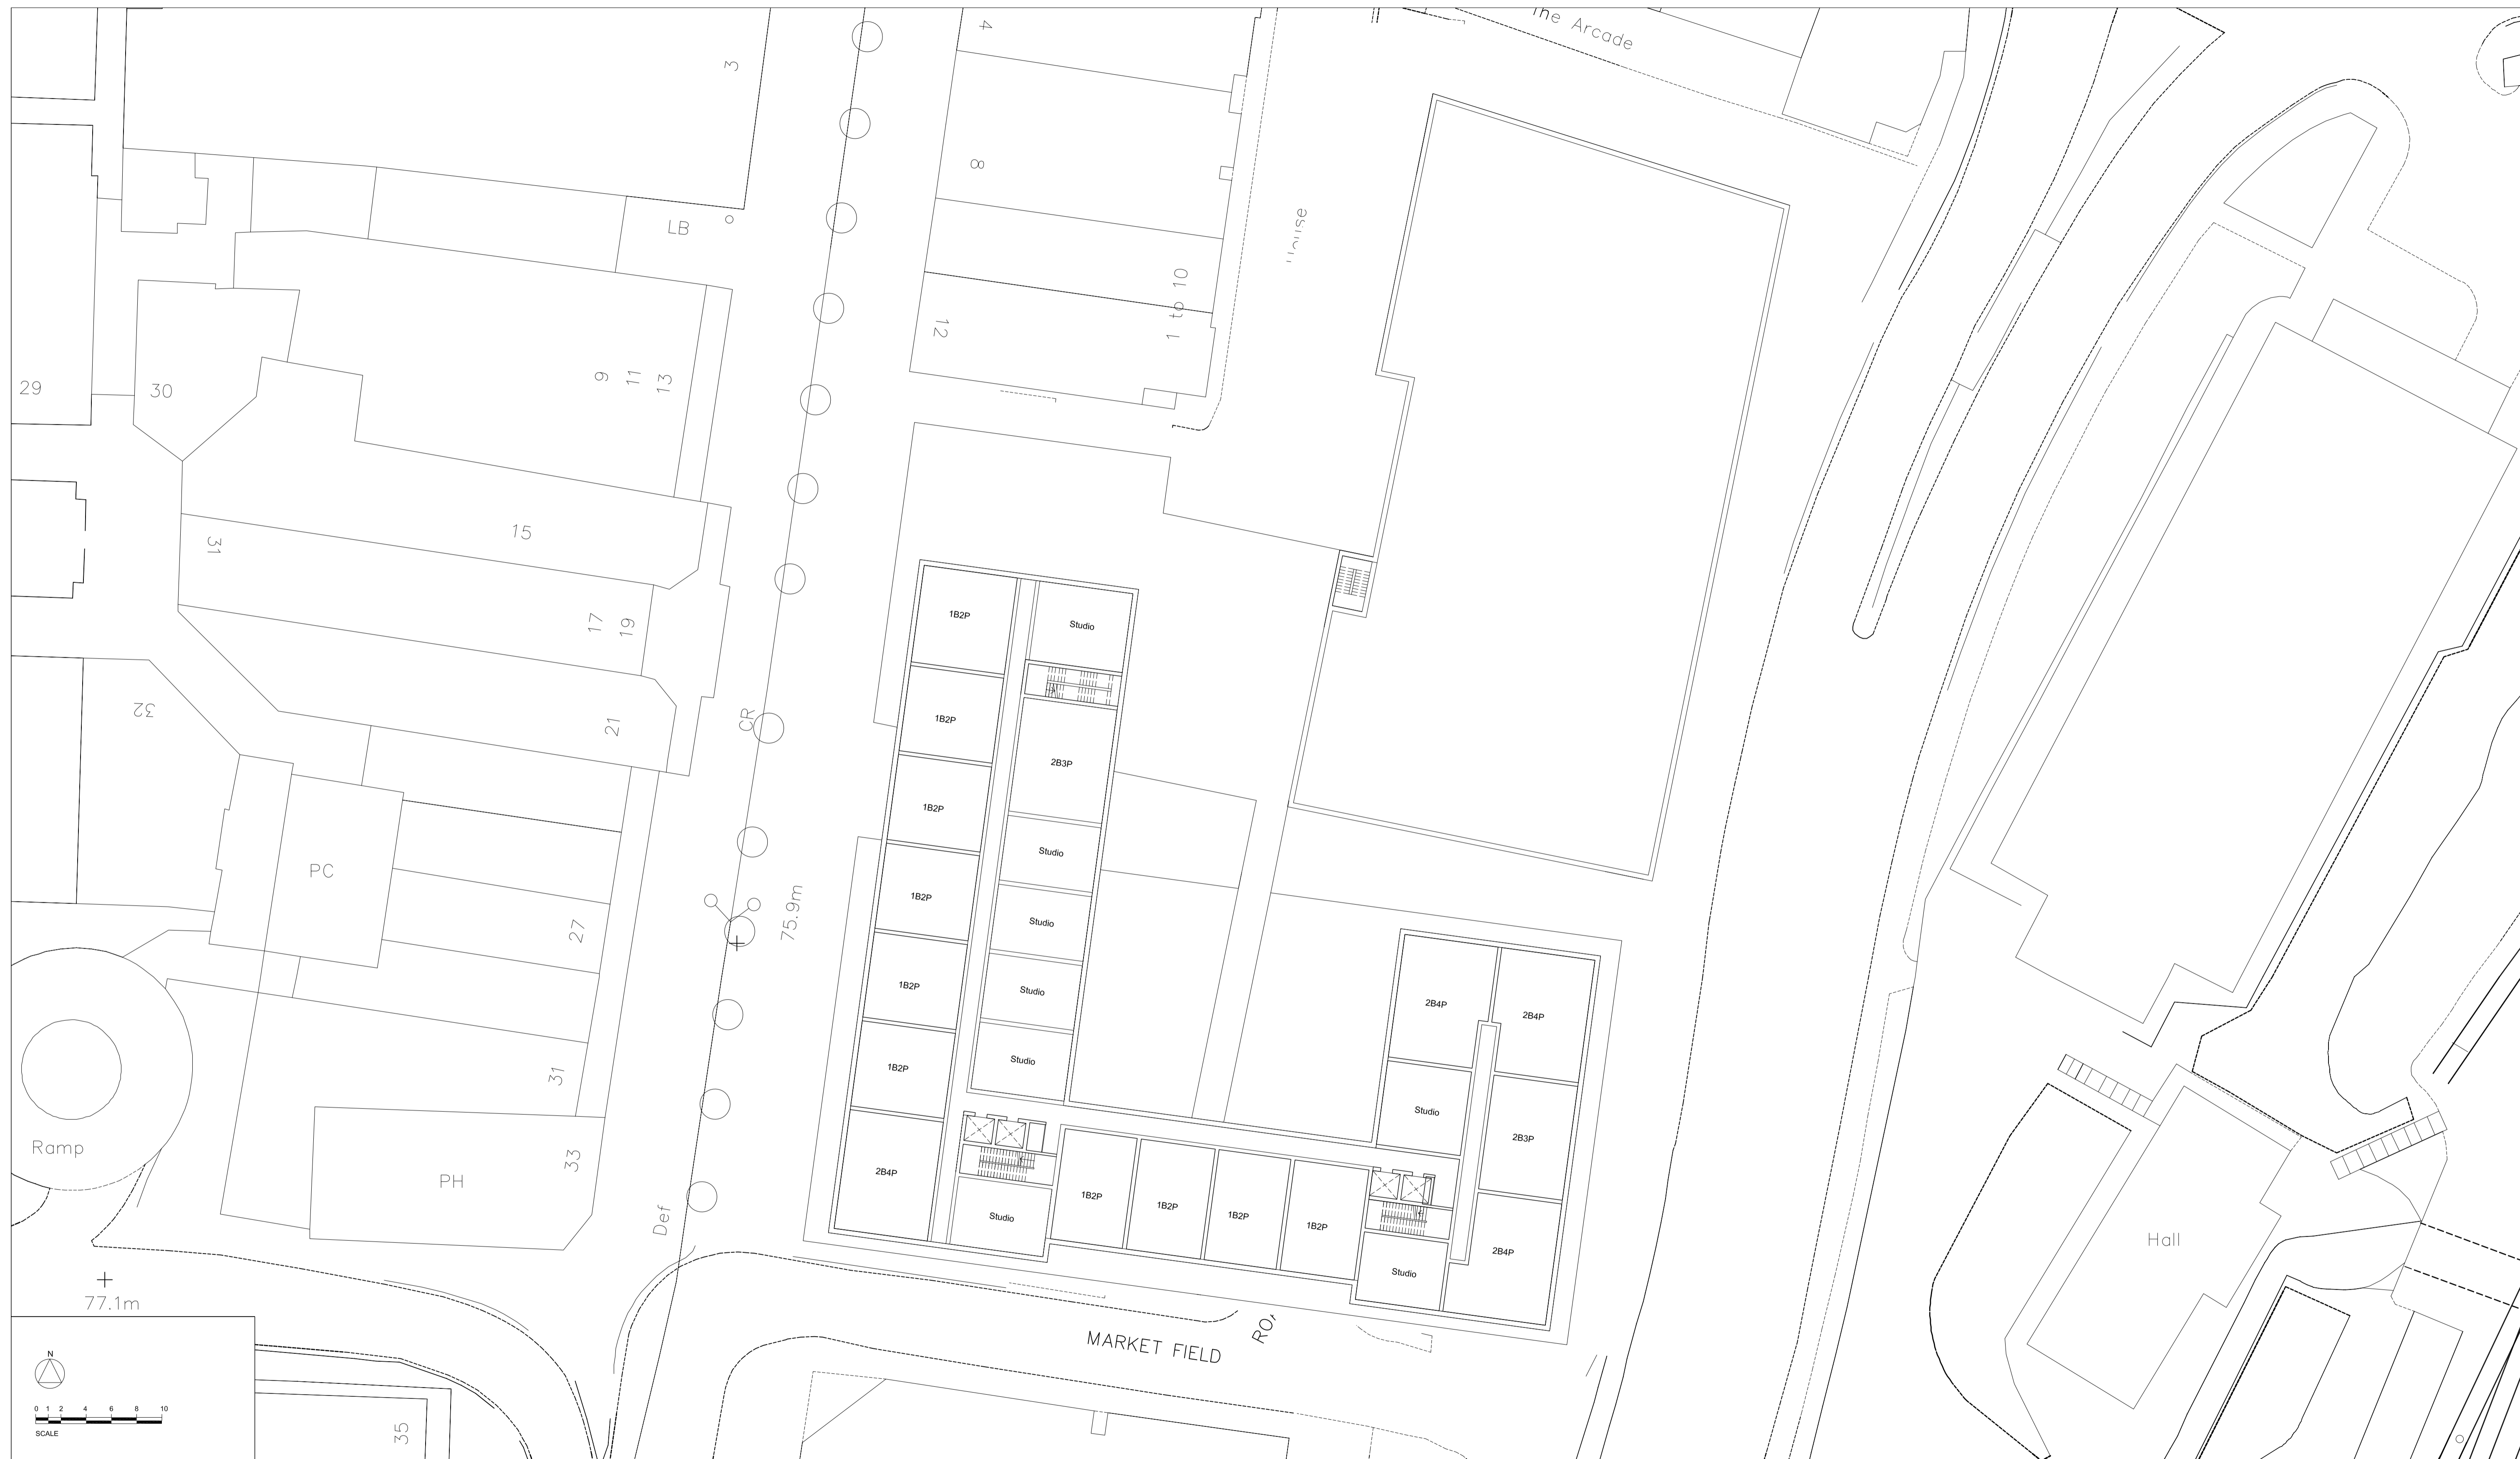 The Arcade
4
3
8
LB
1 to 10
12
9
11
13
29
30
15
31
17
19
1B2P
Studio
1B2P
32
CR
21
2B3P
1B2P
Studio
PC
1B2P
75.9m
27
Studio
1B2P
Studio
2B4P
2B4P
1B2P
31
Studio
Studio
2B3P
Ramp
33
PH
2B4P
Studio
1B2P
1B2P
1B2P
1B2P
Def
Hall
2B4P
Studio
77.1m
MARKET FIELD
N
0 1 2 4 6 8 10
SCALE
35